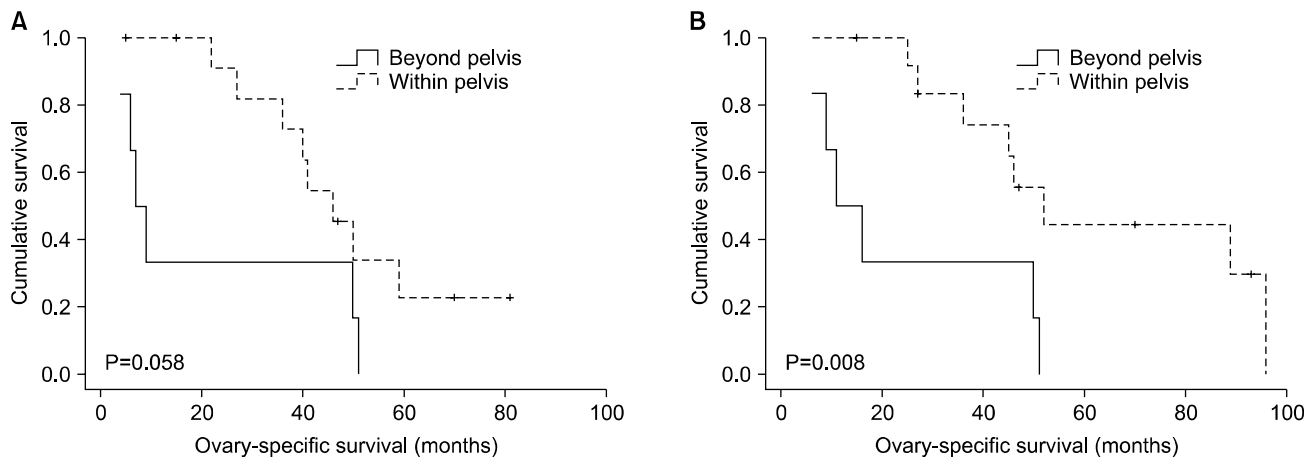 A
1.0
0.8
0.6
0.4
0.2
0.0
Cumulative survival
Beyond pelvis
Within pelvis
P=0.058
0 20 40 60 80 100
Ovary-specific survival (months)
B
1.0
0.8
0.6
0.4
0.2
0.0
Cumulative survival
Beyond pelvis
Within pelvis
P=0.008
0 20 40 60 80 100
Ovary-specific survival (months)